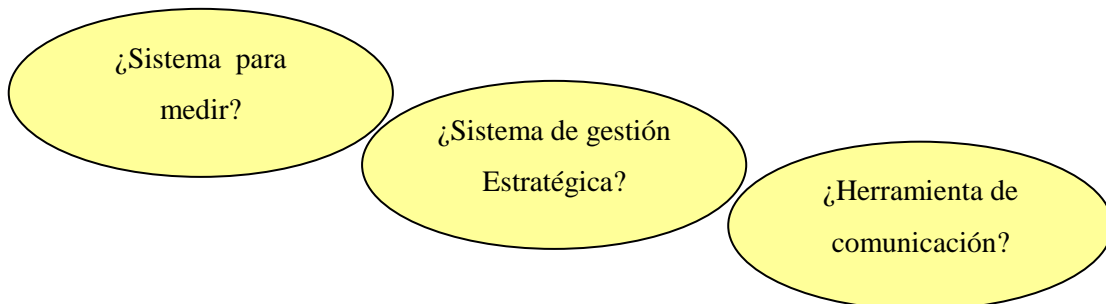 ¿Sistema para
medir?
¿Sistema de gestión
Estratégica?
¿Herramienta de
comunicación?